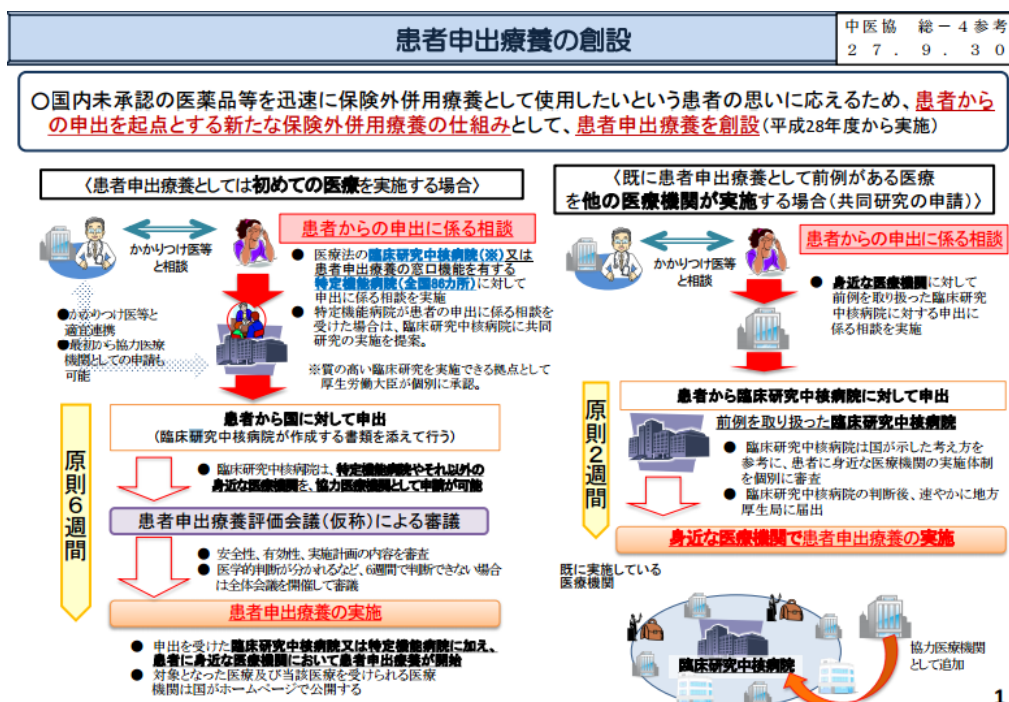 患者申出療養の創設
中医協 総－4参考
27.9.30
○国内未承認の医薬品等を迅速に保険外併用療養として使用したいという患者の思いに応えるため、患者から
の申出を起点とする新たな保険外併用療養の仕組みとして、患者申出療養を創設（平成28年度から実施）
〈患者申出療養としては初めての医療を実施する場合〉
かかりつけ医等
と相談
患者からの申出に係る相談
● 医療法の臨床研究中核病院（※）又は
患者申出療養の窓口機能を有する
特定機能病院（全国86カ所）に対して
申出に係る相談を実施
● 特定機能病院が患者の申出に係る相談を
受けた場合は、臨床研究中核病院に共同
研究の実施を提案。
※質の高い臨床研究を実施できる拠点として
厚生労働大臣が個別に承認。
●かかりつけ医等と
適宜連携
●最初から協力医療
機関としての申請も
可能
原則6週間
患者から国に対して申出
（臨床研究中核病院が作成する書類を添えて行う）
● 臨床研究中核病院は、特定機能病院やそれ以外の
身近な医療機関を、協力医療機関として申請が可能
患者申出療養評価会議（仮称）による審議
● 安全性、有効性、実施計画の内容を審査
● 医学的判断が分かれるなど、6週間で判断できない場合
は全体会議を開催して審議
患者申出療養の実施
● 申出を受けた臨床研究中核病院又は特定機能病院に加え、
患者に身近な医療機関において患者申出療養が開始
● 対象となった医療及び当該医療を受けられる医療
機関は国がホームページで公開する
〈既に患者申出療養として前例がある医療
を他の医療機関が実施する場合（共同研究の申請）〉
かかりつけ医等
と相談
患者からの申出に係る相談
● 身近な医療機関に対して
前例を取り扱った臨床研究
中核病院に対する申出に
係る相談を実施
原則2週間
患者から臨床研究中核病院に対して申出
前例を取り扱った臨床研究中核病院
● 臨床研究中核病院は国が示した考え方を
参考に、患者に身近な医療機関の実施体制
を個別に審査
● 臨床研究中核病院の判断後、速やかに地方
厚生局に届出
身近な医療機関で患者申出療養の実施
既に実施している
医療機関
臨床研究中核病院
協力医療機関
として追加
1